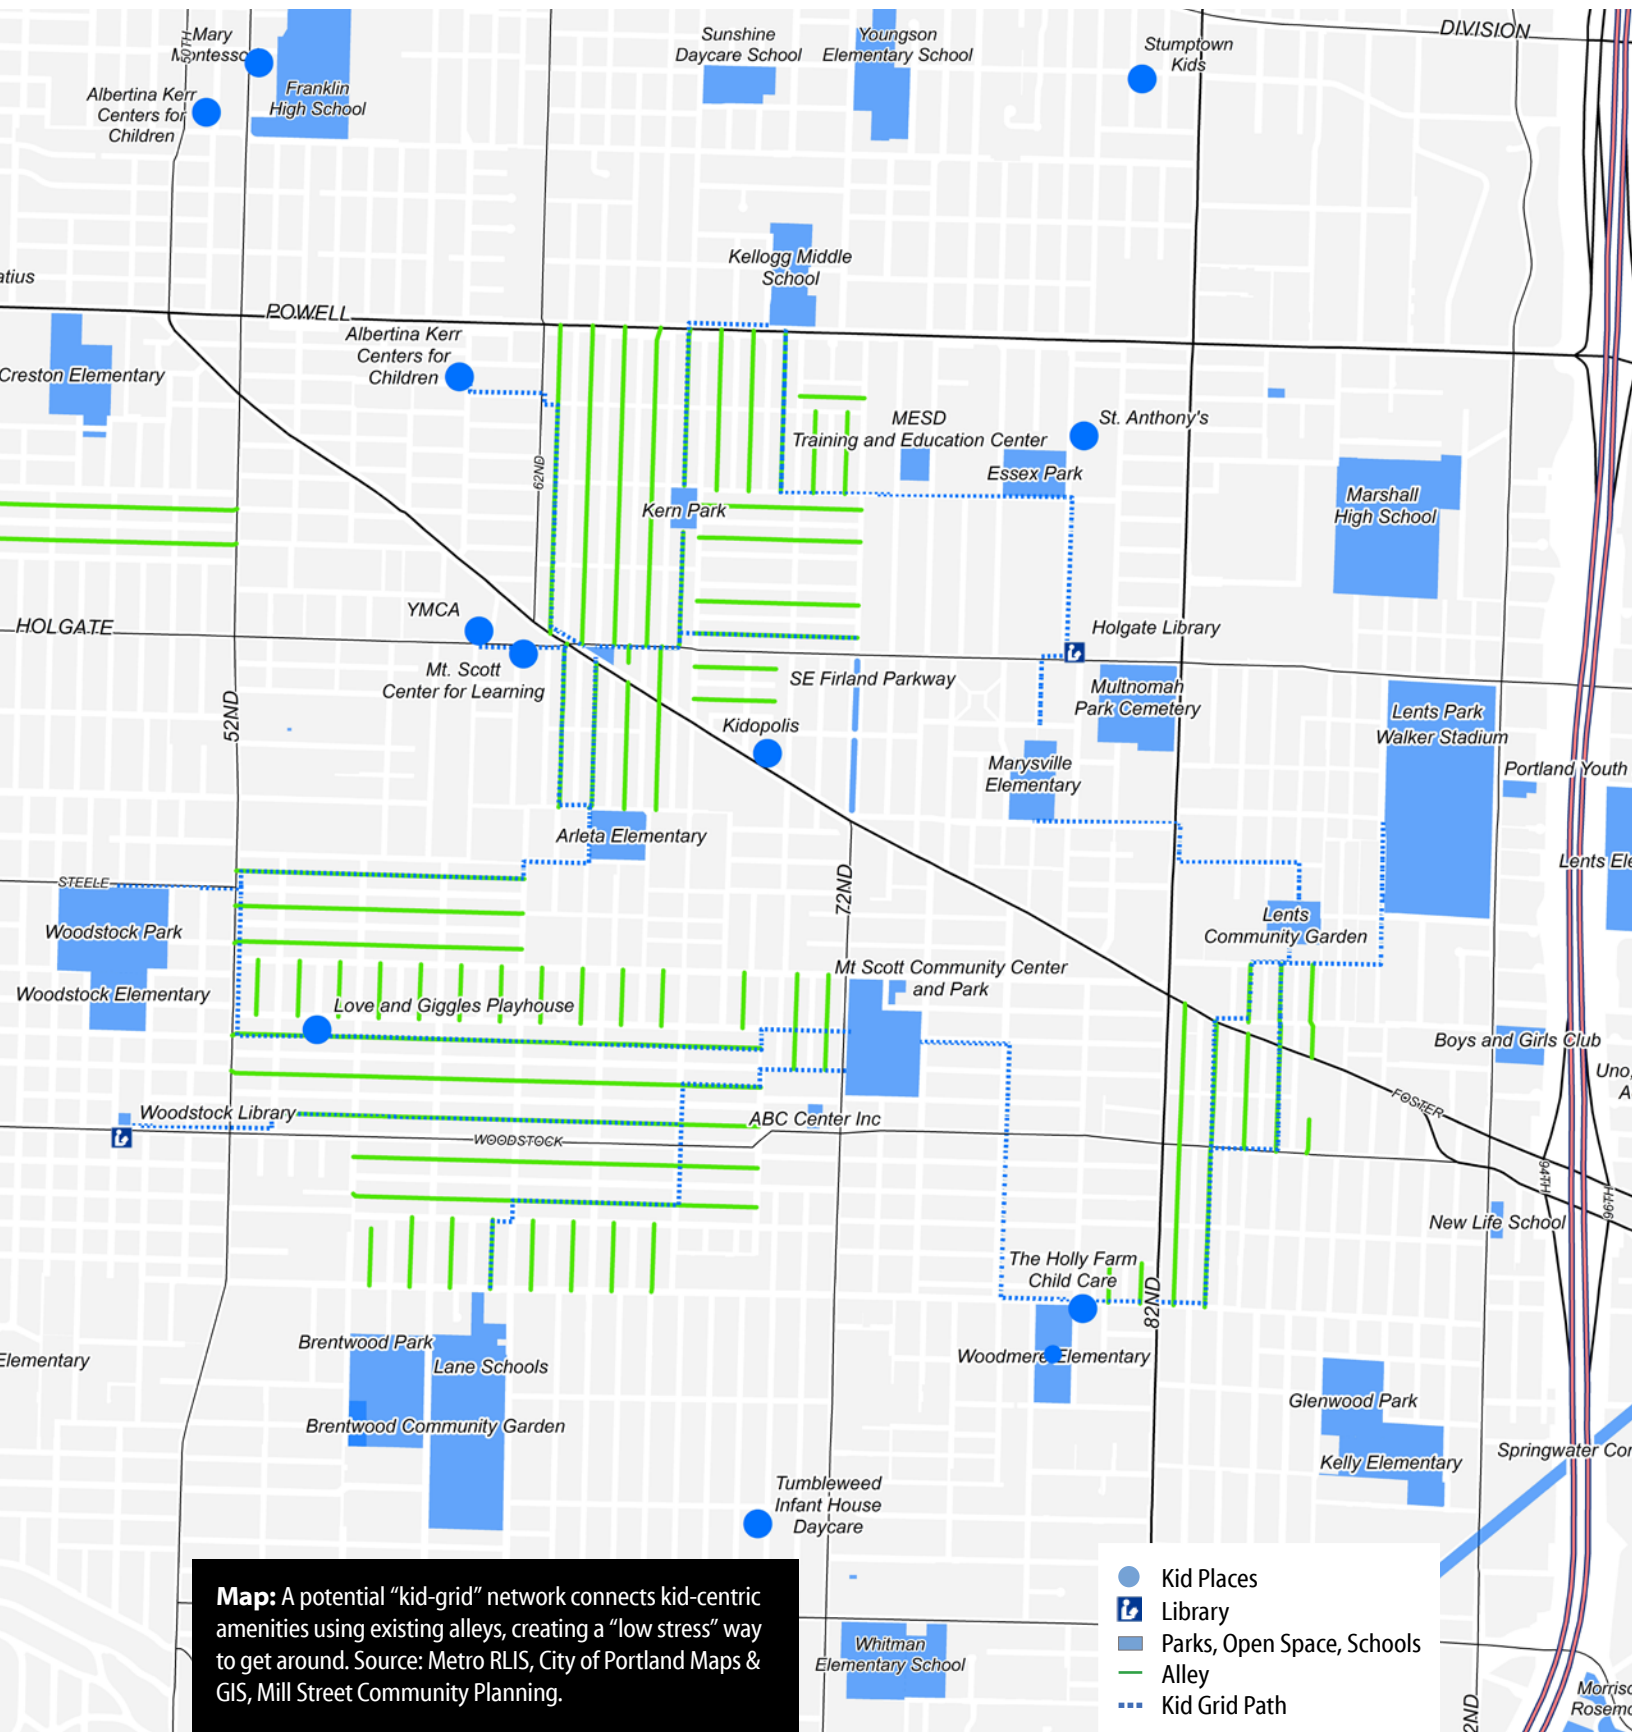 DIVISION
Mary
Montesso
50TH
Albertina Kerr
Centers for
Children
Franklin
High School
Sunshine
Daycare School
Youngson
Elementary School
Stumptown
Kids
Kellogg Middle
School
atius
POWELL
Albertina Kerr
Centers for
Children
Creston Elementary
62ND
MESD
Training and Education Center
St. Anthony's
Essex Park
Kern Park
Marshall
High School
YMCA
HOLGATE
Mt. Scott
Center for Learning
Holgate Library
SE Firland Parkway
Multnomah
Park Cemetery
52ND
Kidopolis
Lents Park
Walker Stadium
Marysville
Elementary
Portland Youth
Arleta Elementary
Lents Ele
STEELE
72ND
Woodstock Park
Lents
Community Garden
Woodstock Elementary
Love and Giggles Playhouse
Mt Scott Community Center
and Park
Boys and Girls Club
Uno,
A
Woodstock Library
ABC Center Inc
FOSTER
WOODSTOCK
94TH
96TH
New Life School
The Holly Farm
Child Care
82ND
Brentwood Park
Lane Schools
Elementary
Woodmere Elementary
Glenwood Park
Brentwood Community Garden
Kelly Elementary
Springwater Cor
Tumbleweed
Infant House
Daycare
Whitman
Elementary School
2ND
Morrisc
Rosemo
Map: A potential “kid-grid” network connects kid-centric
amenities using existing alleys, creating a “low stress” way
to get around. Source: Metro RLIS, City of Portland Maps &
GIS, Mill Street Community Planning.
Kid Places
Library
Parks, Open Space, Schools
Alley
Kid Grid Path